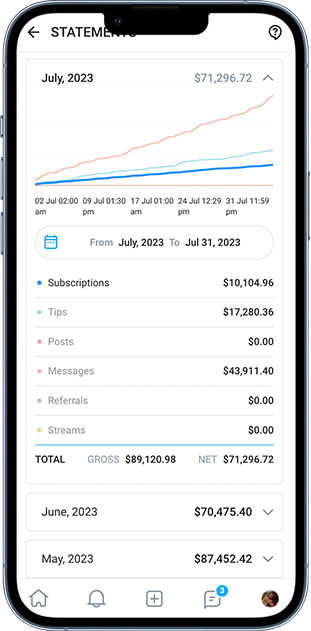 STATEMENTS
July, 2023 $71,296.72
02 Jul 02:00 09 Jul 01:30 17 Jul 01:00 24 Jul 12:29 31 Jul 11:59
am pm am pm pm
From July, 2023 To Jul 31, 2023
Subscriptions $10,104.96
Tips $17,280.36
Posts $0.00
Messages $43,911.40
Referrals $0.00
Streams $0.00
TOTAL GROSS $89,120.98 NET $71,296.72
June, 2023 $70,475.40
May, 2023 $87,452.42
3